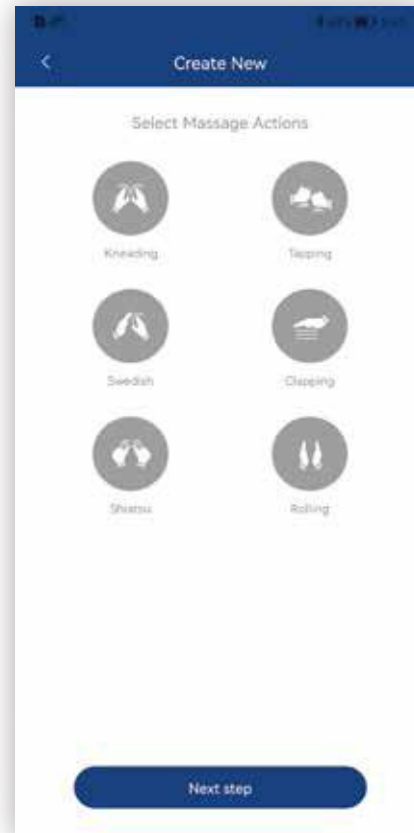 Create New
Select Massage Actions
Kneading
Tapping
Swedish
Clapping
Shiatsu
Rolling
Next step